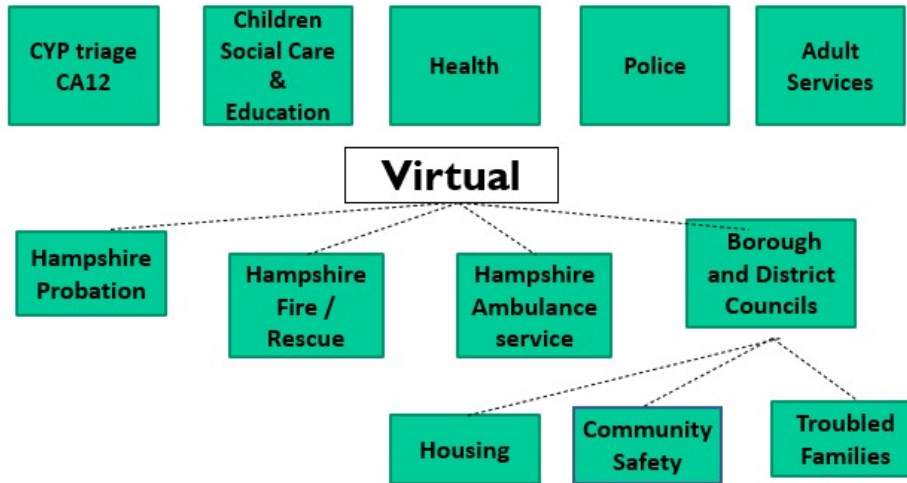 CYP triage
CA12
Children
Social Care
&
Education
Health
Police
Adult
Services
Virtual
Hampshire
Probation
Hampshire
Fire /
Rescue
Hampshire
Ambulance
service
Borough
and District
Councils
Housing
Community
Safety
Troubled
Families